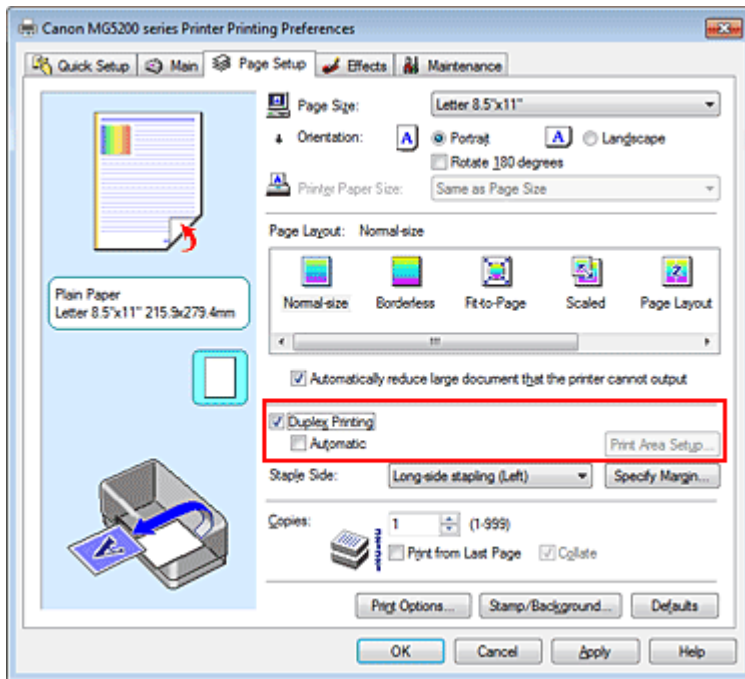 Canon MG5200 series Printer Printing Preferences
Quick Setup Main Page Setup Effects Maintenance
Page Size: Letter 8.5"x11"
Orientation: A Portrait A Landscape
Rotate 180 degrees
Printer Paper Size: Same as Page Size
Page Layout: Normal-size
Normal-size Borderless Fit-to-Page Scaled Page Layout
Plain Paper
Letter 8.5"x11" 215.9x279.4mm
Automatically reduce large document that the printer cannot output
Duplex Printing
Automatic Print Area Setup...
Staple Side: Long-side stapling (Left) Specify Margin...
Copies: 1 (1-999)
Print from Last Page Collate
Print Options... Stamp/Background... Defaults
OK Cancel Apply Help